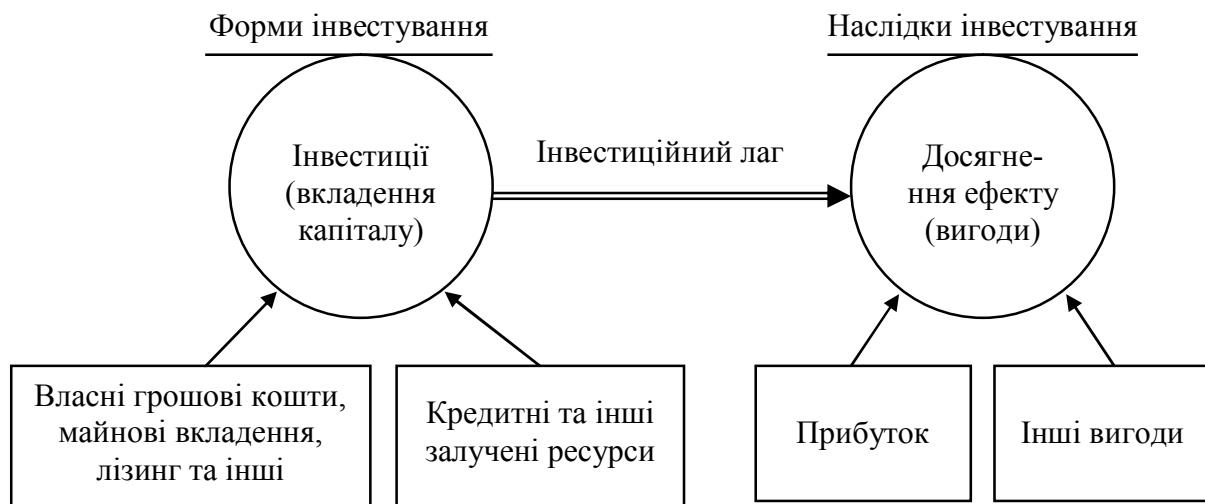 Форми інвестування
Наслідки інвестування
Інвестиції
(вкладення
капіталу)
Інвестиційний лаг
Досягне-
ння ефекту
(вигоди)
Власні грошові кошти,
майнові вкладення,
лізинг та інші
Кредитні та інші
залучені ресурси
Прибуток
Інші вигоди